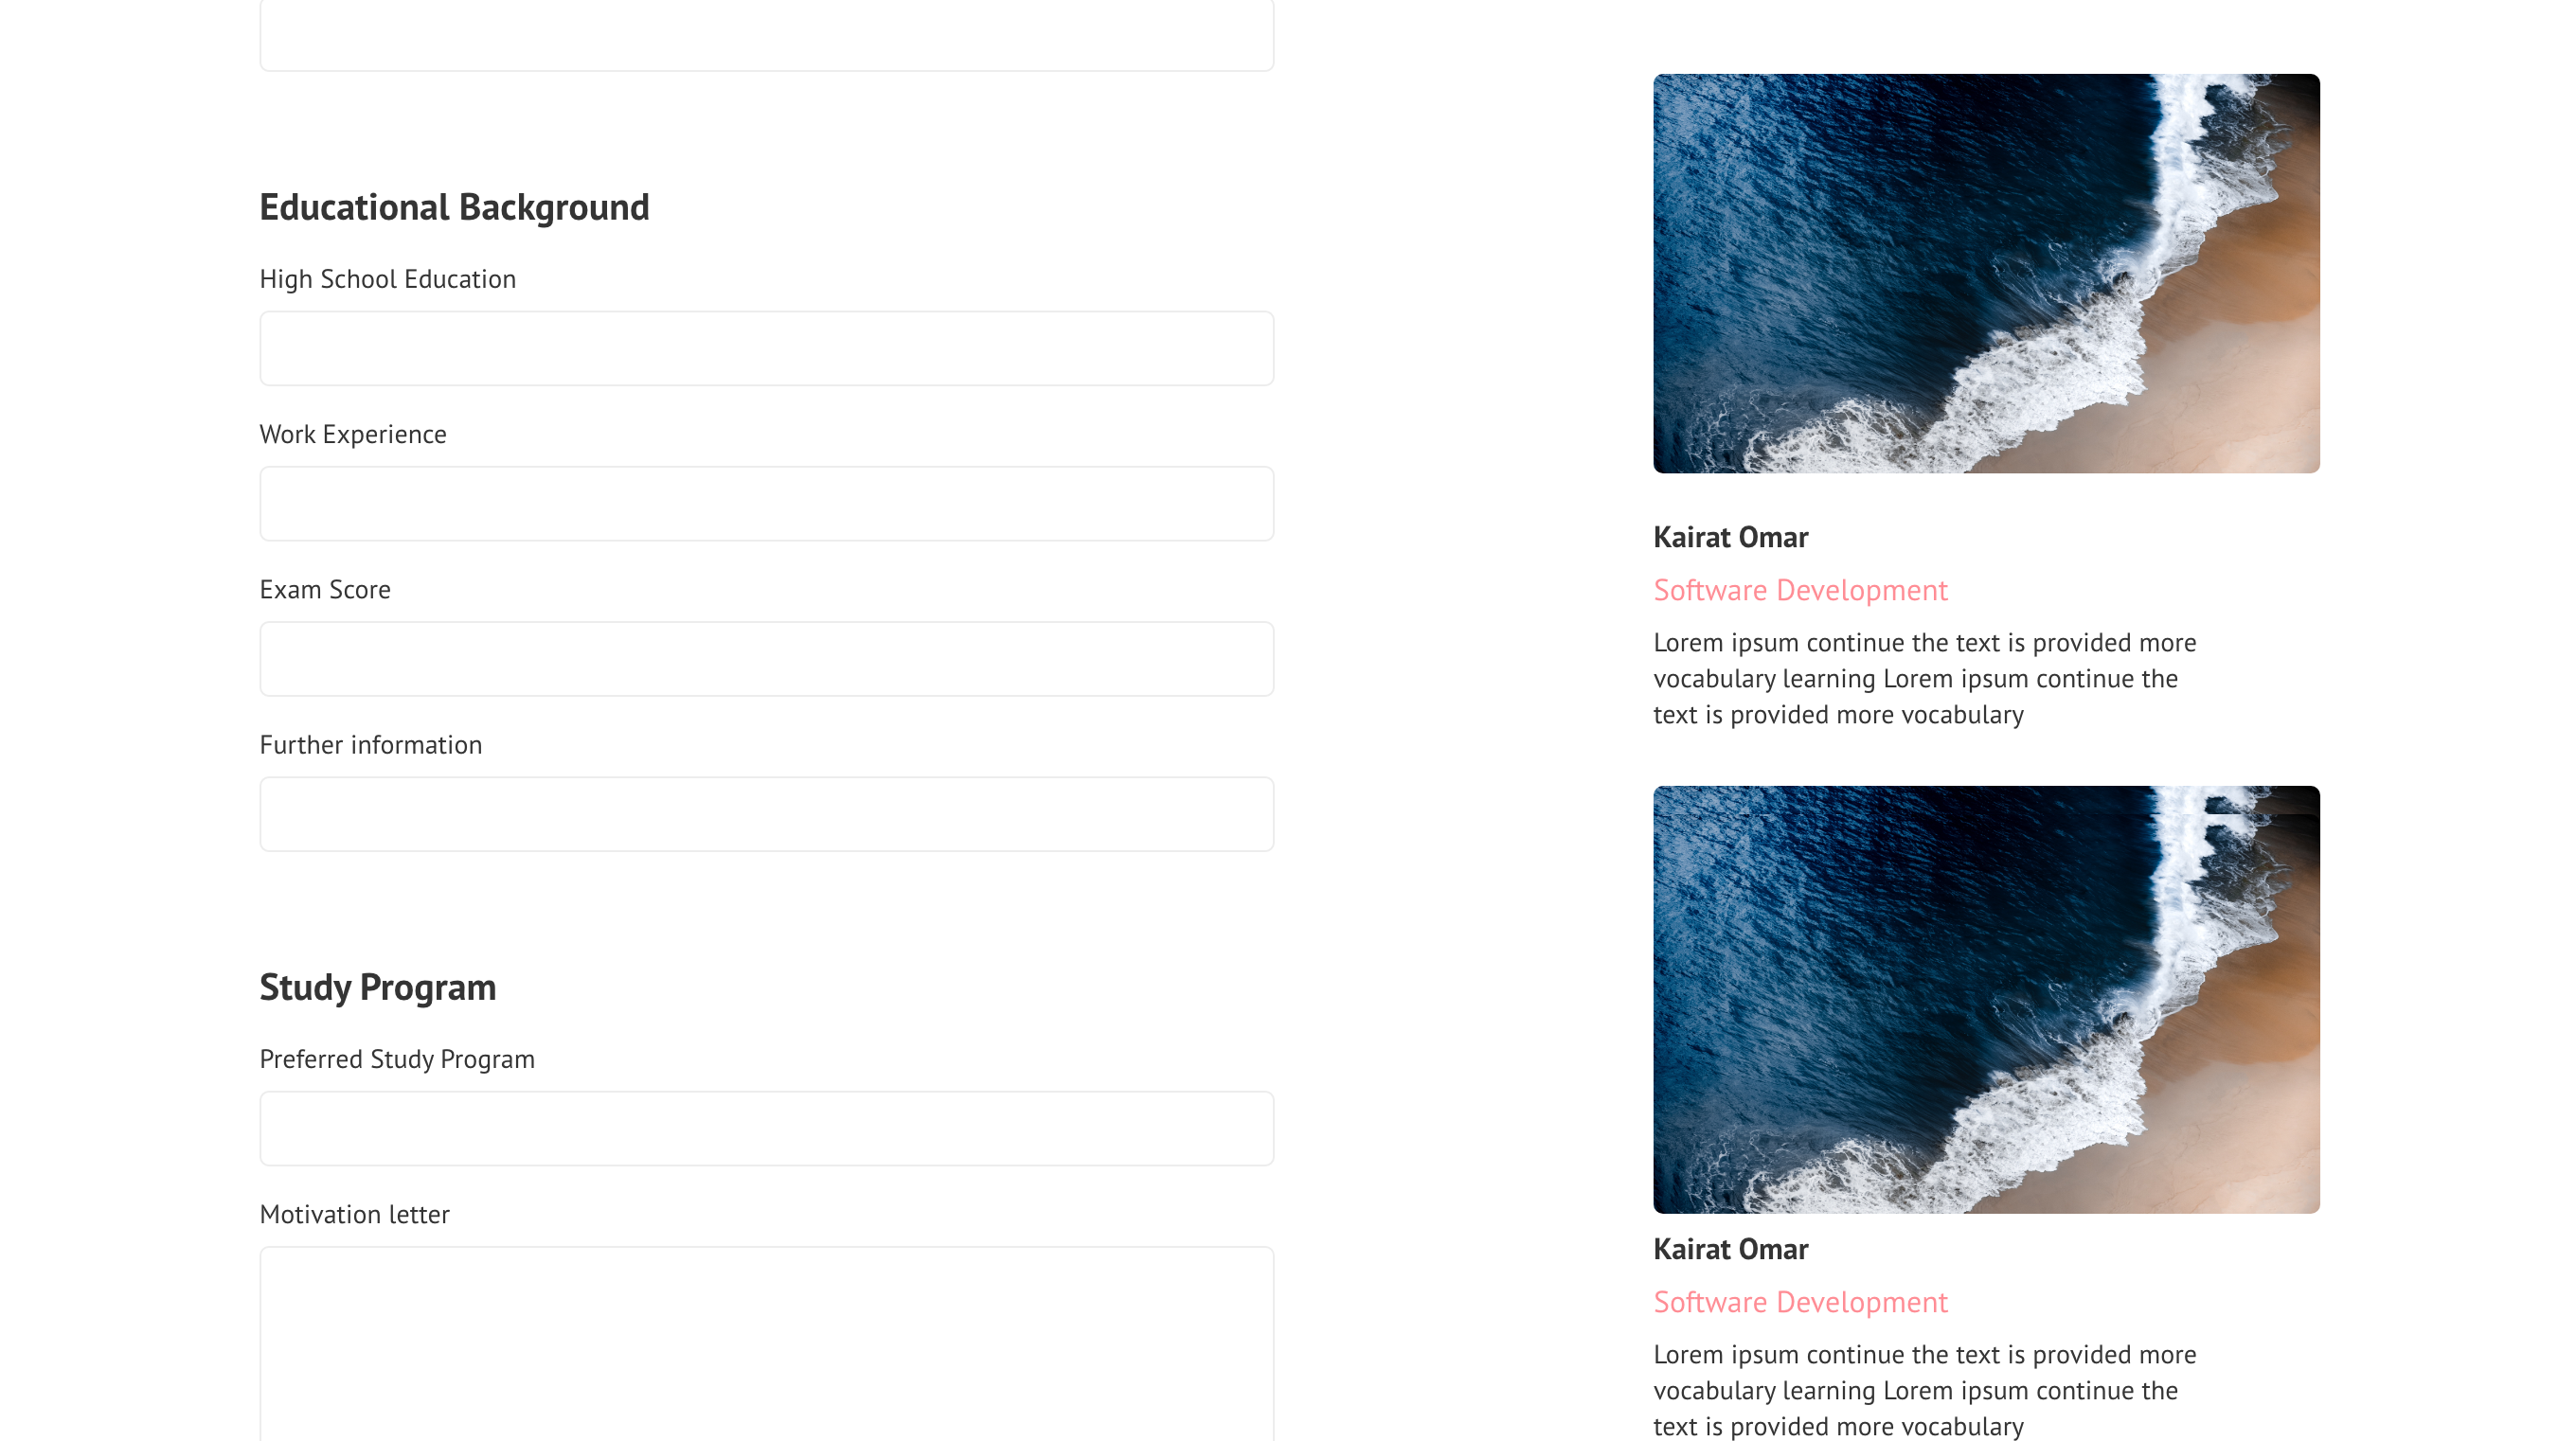 Educational Background
High School Education
Work Experience
Exam Score
Further information
Study Program
Preferred Study Program
Motivation letter
Kairat Omar
Software Development
Lorem ipsum continue the text is provided more
vocabulary learning Lorem ipsum continue the
text is provided more vocabulary
Kairat Omar
Software Development
Lorem ipsum continue the text is provided more
vocabulary learning Lorem ipsum continue the
text is provided more vocabulary